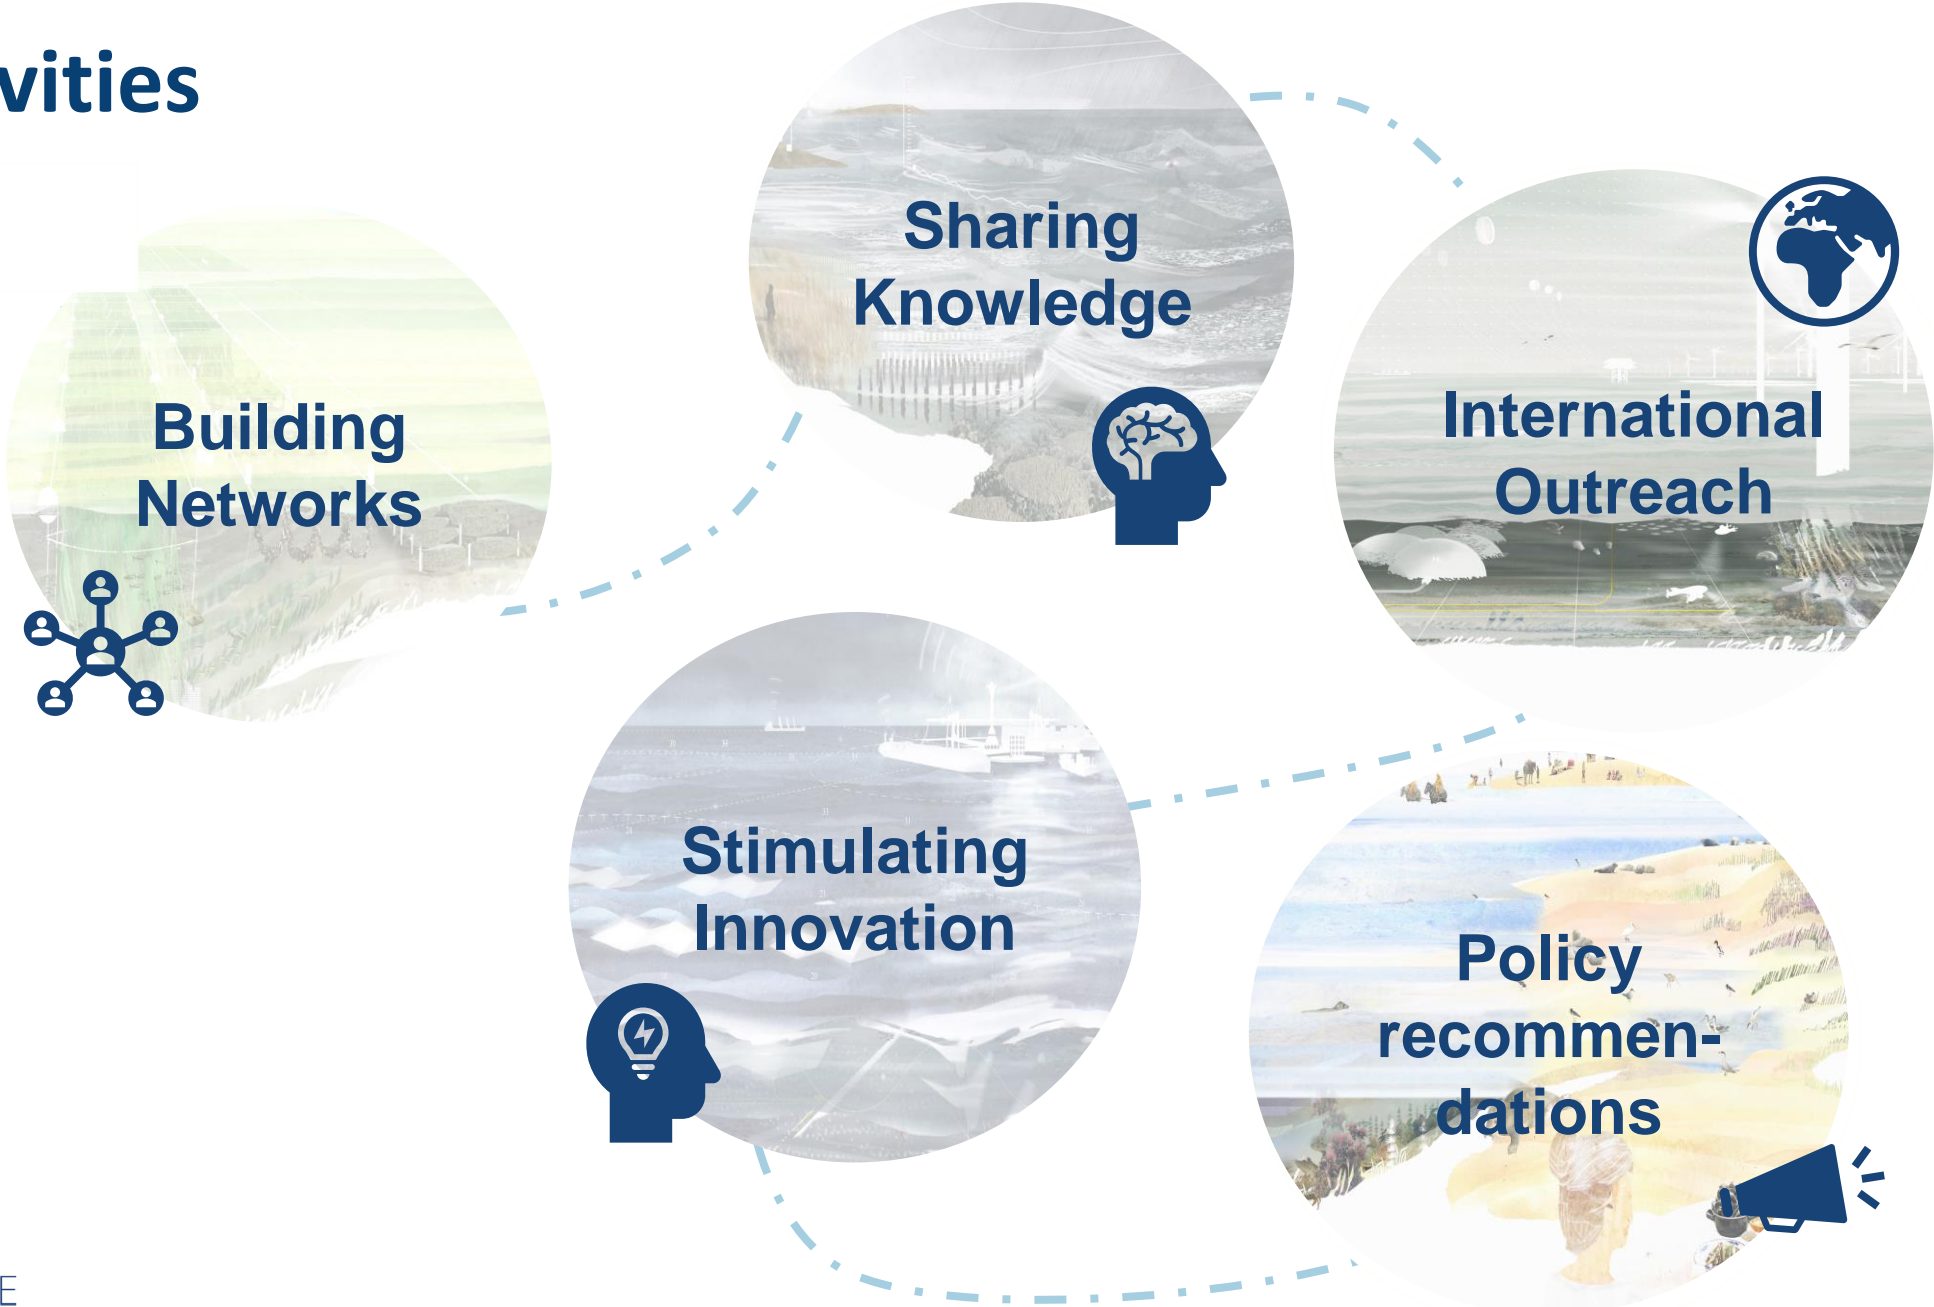 vities
Sharing
Knowledge
Building
Networks
International
Outreach
Stimulating
Innovation
Policy
recommen-
dations
E